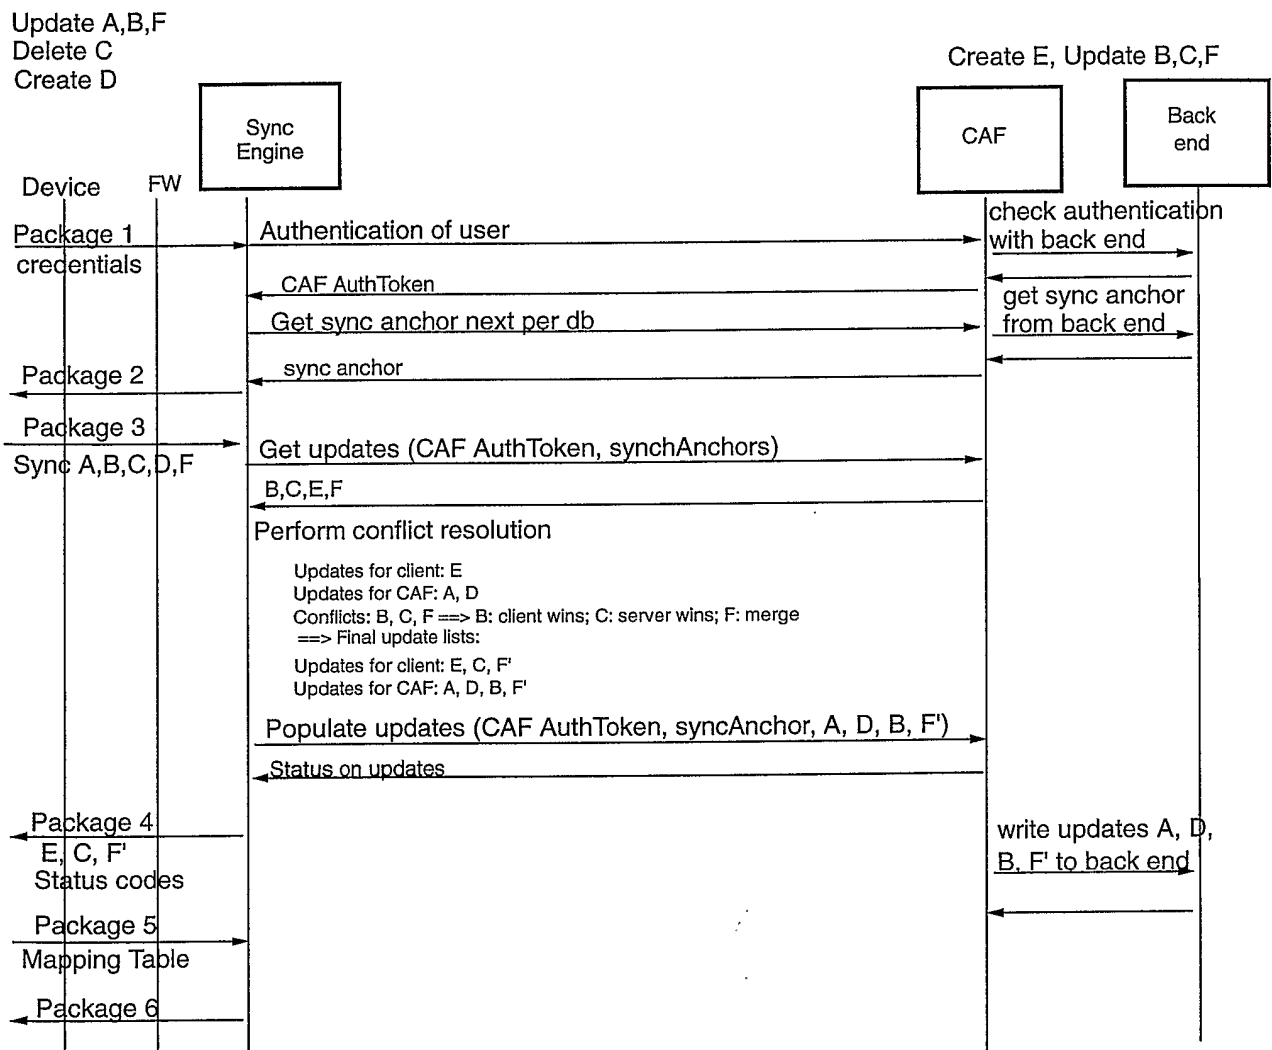 Update A,B,F
Delete C
Create D
Create E, Update B,C,F
Sync
Engine
CAF
Back
end
Device
FW
Package 1
credentials
Authentication of user
check authentication
with back end
CAF AuthToken
get sync anchor
from back end
Get sync anchor next per db
sync anchor
Package 2
Package 3
Sync A,B,C,D,F
Get updates (CAF AuthToken, synchAnchors)
B,C,E,F
Perform conflict resolution
Updates for client: E
Updates for CAF: A, D
Conflicts: B, C, F ==> B: client wins; C: server wins; F: merge
==> Final update lists:
Updates for client: E, C, F'
Updates for CAF: A, D, B, F'
Populate updates (CAF AuthToken, syncAnchor, A, D, B, F')
Status on updates
Package 4
E, C, F'
Status codes
write updates A, D,
B, F' to back end
Package 5
Mapping Table
Package 6